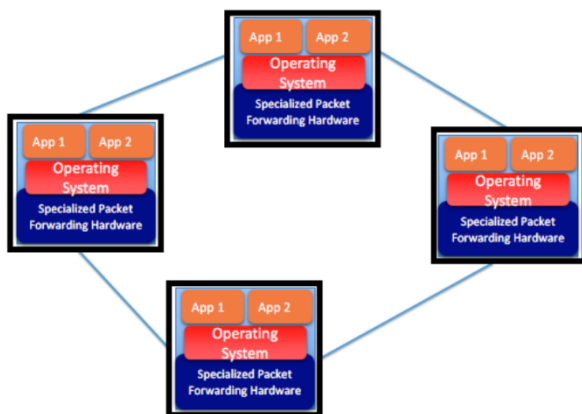 App 1 App 2
Operating
System
Specialized Packet
Forwarding Hardware
App 1 App 2
Operating
System
Specialized Packet
Forwarding Hardware
App 1 App 2
Operating
System
Specialized Packet
Forwarding Hardware
App 1 App 2
Operating
System
Specialized Packet
Forwarding Hardware